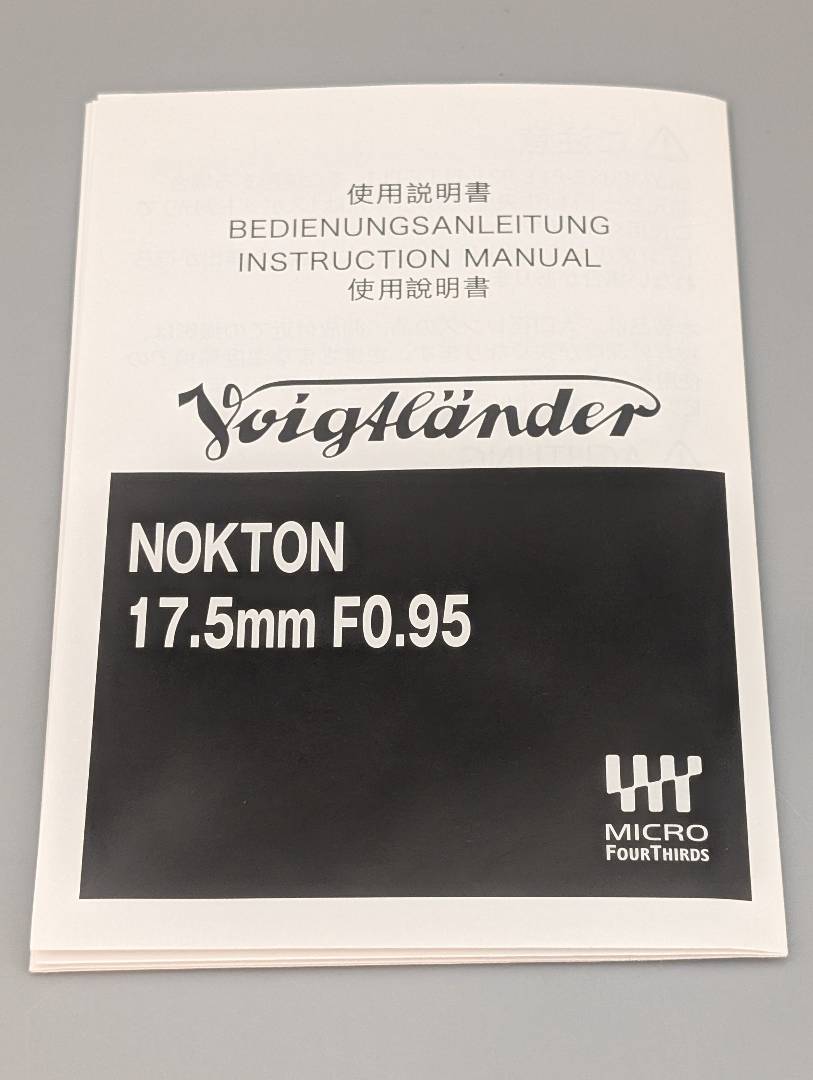 使用説明書
BEDIENUNGSANLEITUNG
INSTRUCTION MANUAL
使用說明書
Voigtländer
NOKTON
17.5mm F0.95
MICRO
FOURTHIRDS